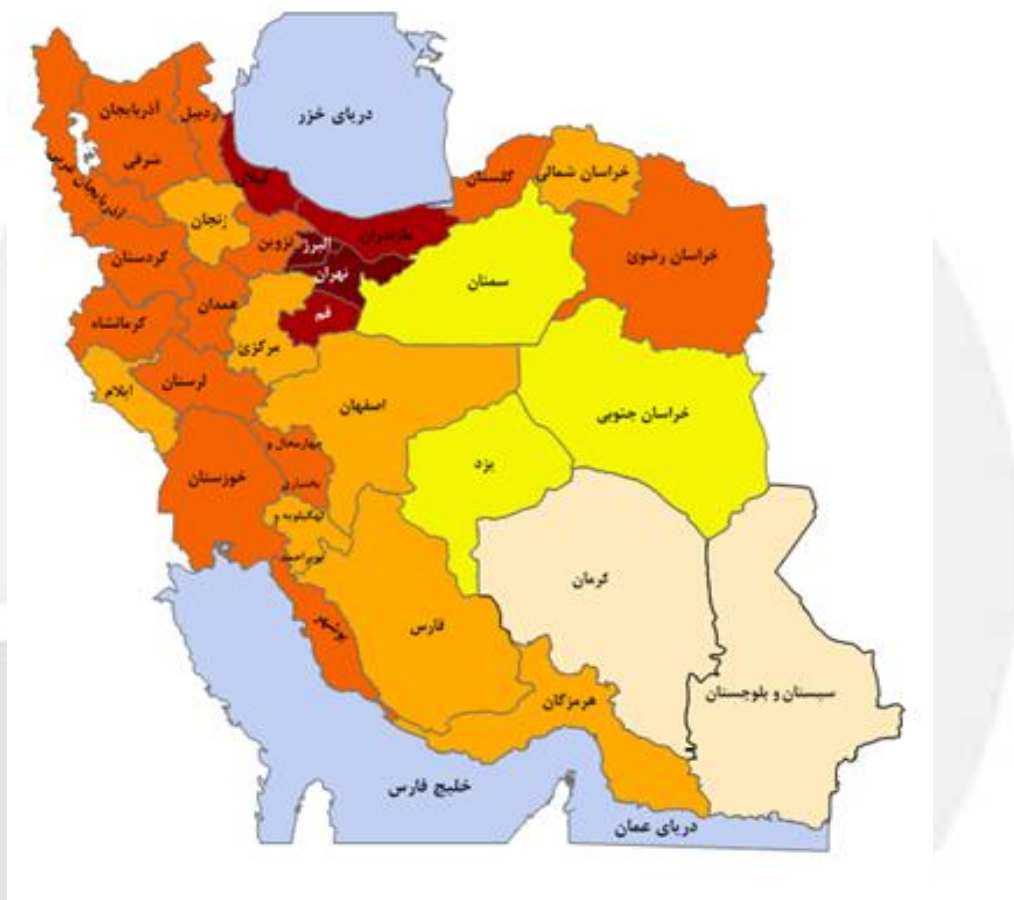 دریای خزر
آذربایجان
شرقی
اردبیل
آذربایجان غربی
گیلان
گلستان
خراسان شمالی
زنجان
مازندران
البرز
قزوین
تهران
کردستان
خراسان رضوئ
سمنان
همدان
قم
کرمانشاه
مرکزئ
لرستان
ایلام
اصفهان
خراسان جنوبی
چهارمحال و
بختیاری
یزد
خوزستان
کهگیلویه و
بویراحمد
کرمان
فارس
بوشهر
سیستان و بلوچستان
هرمزگان
خلیج فارس
دریای عمان